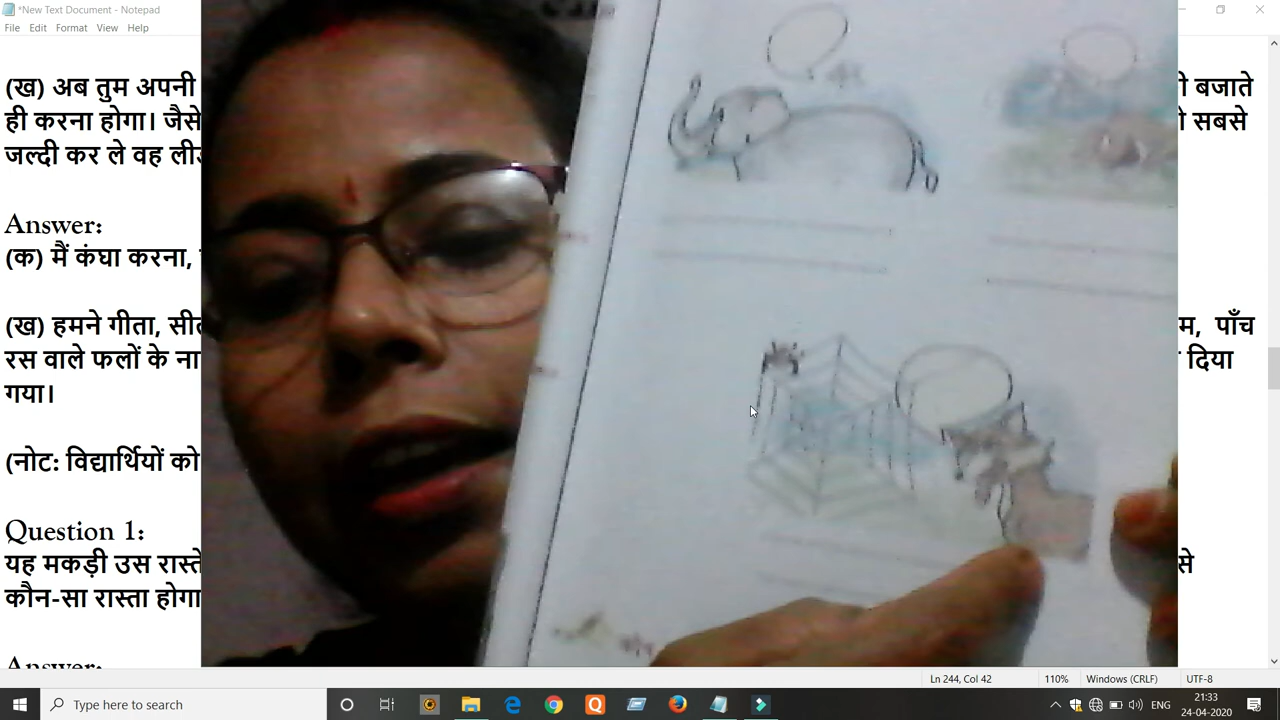 *New Text Document - Notepad
File Edit Format View Help
(ख) अब तुम अपनी
ी बजाते
ही करना होगा। जैसे
ो सबसे
जल्दी कर ले वह लीड
Answer:
(क) मैं कंघा करना,
(ख) हमने गीता, सीत
म, पाँच
रस वाले फलों के ना
दिया
गया।
(नोट: विद्यार्थियों को
Question 1:
यह मकड़ी उस रास्ते
से
कौन-सा रास्ता होगा
Answer:
Ln 244, Col 42
110%
Windows (CRLF)
UTF-8
Type here to search
ENG
21:33
24-04-2020